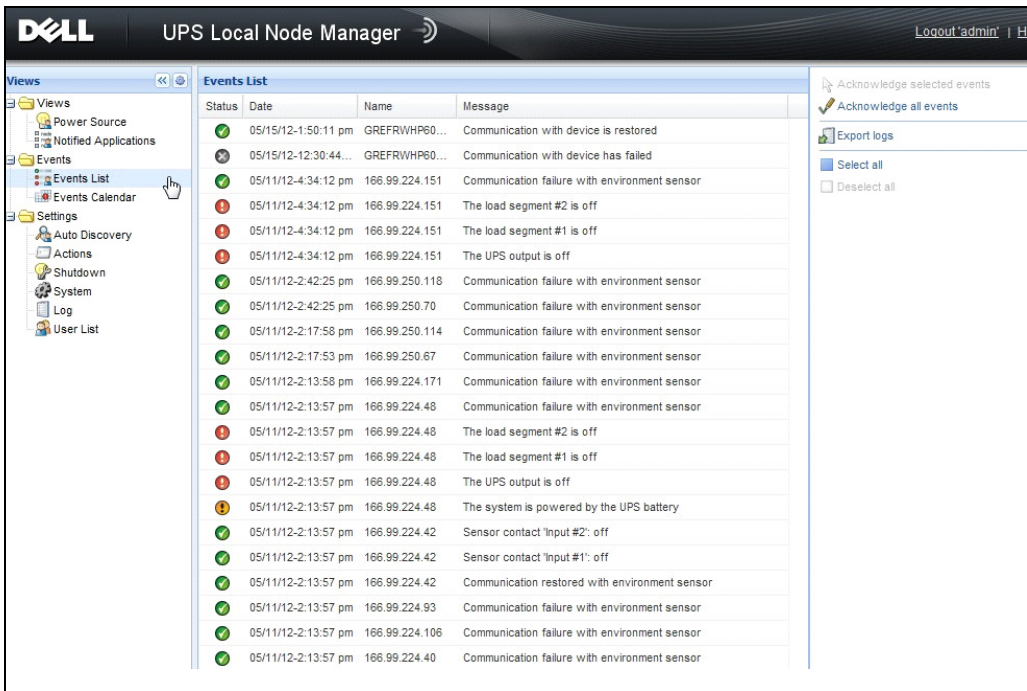 DELL UPS Local Node Manager Logout 'admin' | H
Views
Views
Power Source
Notified Applications
Events
Events List
Events Calendar
Settings
Auto Discovery
Actions
Shutdown
System
Log
User List
Events List
Status Date Name Message
05/15/12-1:50:11 pm GREFRWHP60... Communication with device is restored
05/15/12-12:30:44... GREFRWHP60... Communication with device has failed
05/11/12-4:34:12 pm 166.99.224.151 Communication failure with environment sensor
05/11/12-4:34:12 pm 166.99.224.151 The load segment #2 is off
05/11/12-4:34:12 pm 166.99.224.151 The load segment #1 is off
05/11/12-4:34:12 pm 166.99.224.151 The UPS output is off
05/11/12-2:42:25 pm 166.99.250.118 Communication failure with environment sensor
05/11/12-2:42:25 pm 166.99.250.70 Communication failure with environment sensor
05/11/12-2:17:58 pm 166.99.250.114 Communication failure with environment sensor
05/11/12-2:17:53 pm 166.99.250.67 Communication failure with environment sensor
05/11/12-2:13:58 pm 166.99.224.171 Communication failure with environment sensor
05/11/12-2:13:57 pm 166.99.224.48 Communication failure with environment sensor
05/11/12-2:13:57 pm 166.99.224.48 The load segment #2 is off
05/11/12-2:13:57 pm 166.99.224.48 The load segment #1 is off
05/11/12-2:13:57 pm 166.99.224.48 The UPS output is off
05/11/12-2:13:57 pm 166.99.224.48 The system is powered by the UPS battery
05/11/12-2:13:57 pm 166.99.224.42 Sensor contact 'Input #2': off
05/11/12-2:13:57 pm 166.99.224.42 Sensor contact 'Input #1': off
05/11/12-2:13:57 pm 166.99.224.42 Communication restored with environment sensor
05/11/12-2:13:57 pm 166.99.224.93 Communication failure with environment sensor
05/11/12-2:13:57 pm 166.99.224.106 Communication failure with environment sensor
05/11/12-2:13:57 pm 166.99.224.40 Communication failure with environment sensor
Acknowledge selected events
Acknowledge all events
Export logs
Select all
Deselect all